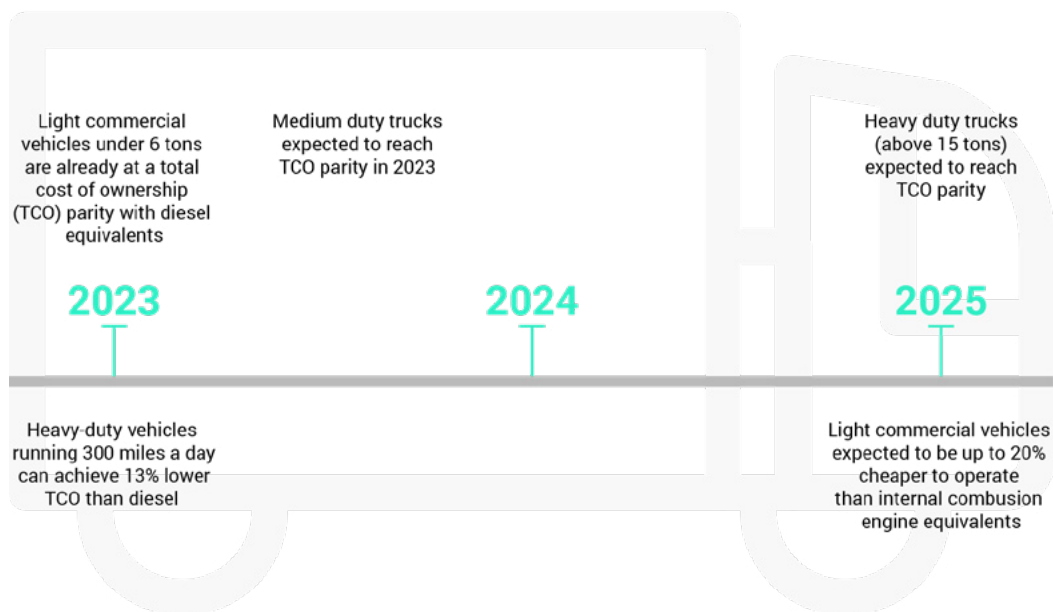 Light commercial
vehicles under 6 tons
are already at a total
cost of ownership
(TCO) parity with diesel
equivalents
Medium duty trucks
expected to reach
TCO parity in 2023
Heavy duty trucks
(above 15 tons)
expected to reach
TCO parity
2023
2024
2025
Heavy-duty vehicles
running 300 miles a day
can achieve 13% lower
TCO than diesel
Light commercial vehicles
expected to be up to 20%
cheaper to operate
than internal combusion
engine equivalents